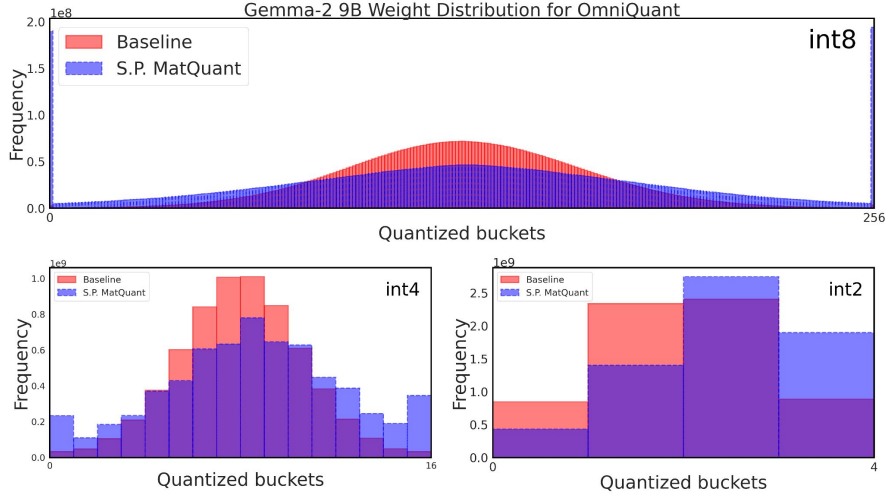 Gemma-2 9B Weight Distribution for OmniQuant
1e8
2.0
1.5
1.0
0.5
0.0
Frequency
Baseline
S.P. MatQuant
int8
0
256
Quantized buckets
1e9
1.0
0.8
0.6
0.4
0.2
0.0
Frequency
Baseline
S.P. MatQuant
int4
0
16
Quantized buckets
1e9
2.5
2.0
1.5
1.0
0.5
0.0
Frequency
Baseline
S.P. MatQuant
int2
0
4
Quantized buckets